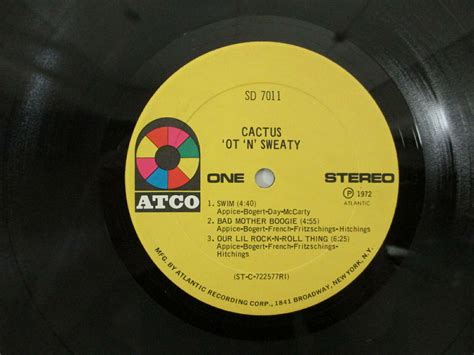 SD 7011
CACTUS
'OT 'N' SWEATY
ATCO
ONE
STEREO
Ⓟ 1972
ATLANTIC
1. SWIM (4:40)
Appice-Bogert-Day-McCarty
2. BAD MOTHER BOOGIE (4:55)
Appice-Bogert-French-Fritzschings-Hitchings
3. OUR LIL ROCK-N-ROLL THING (6:25)
Appice-Bogert-French-Fritzschings-
Hitchings
(ST-C-722577RI)
MFG. BY ATLANTIC RECORDING CORP., 1841 BROADWAY, NEW YORK, N.Y.